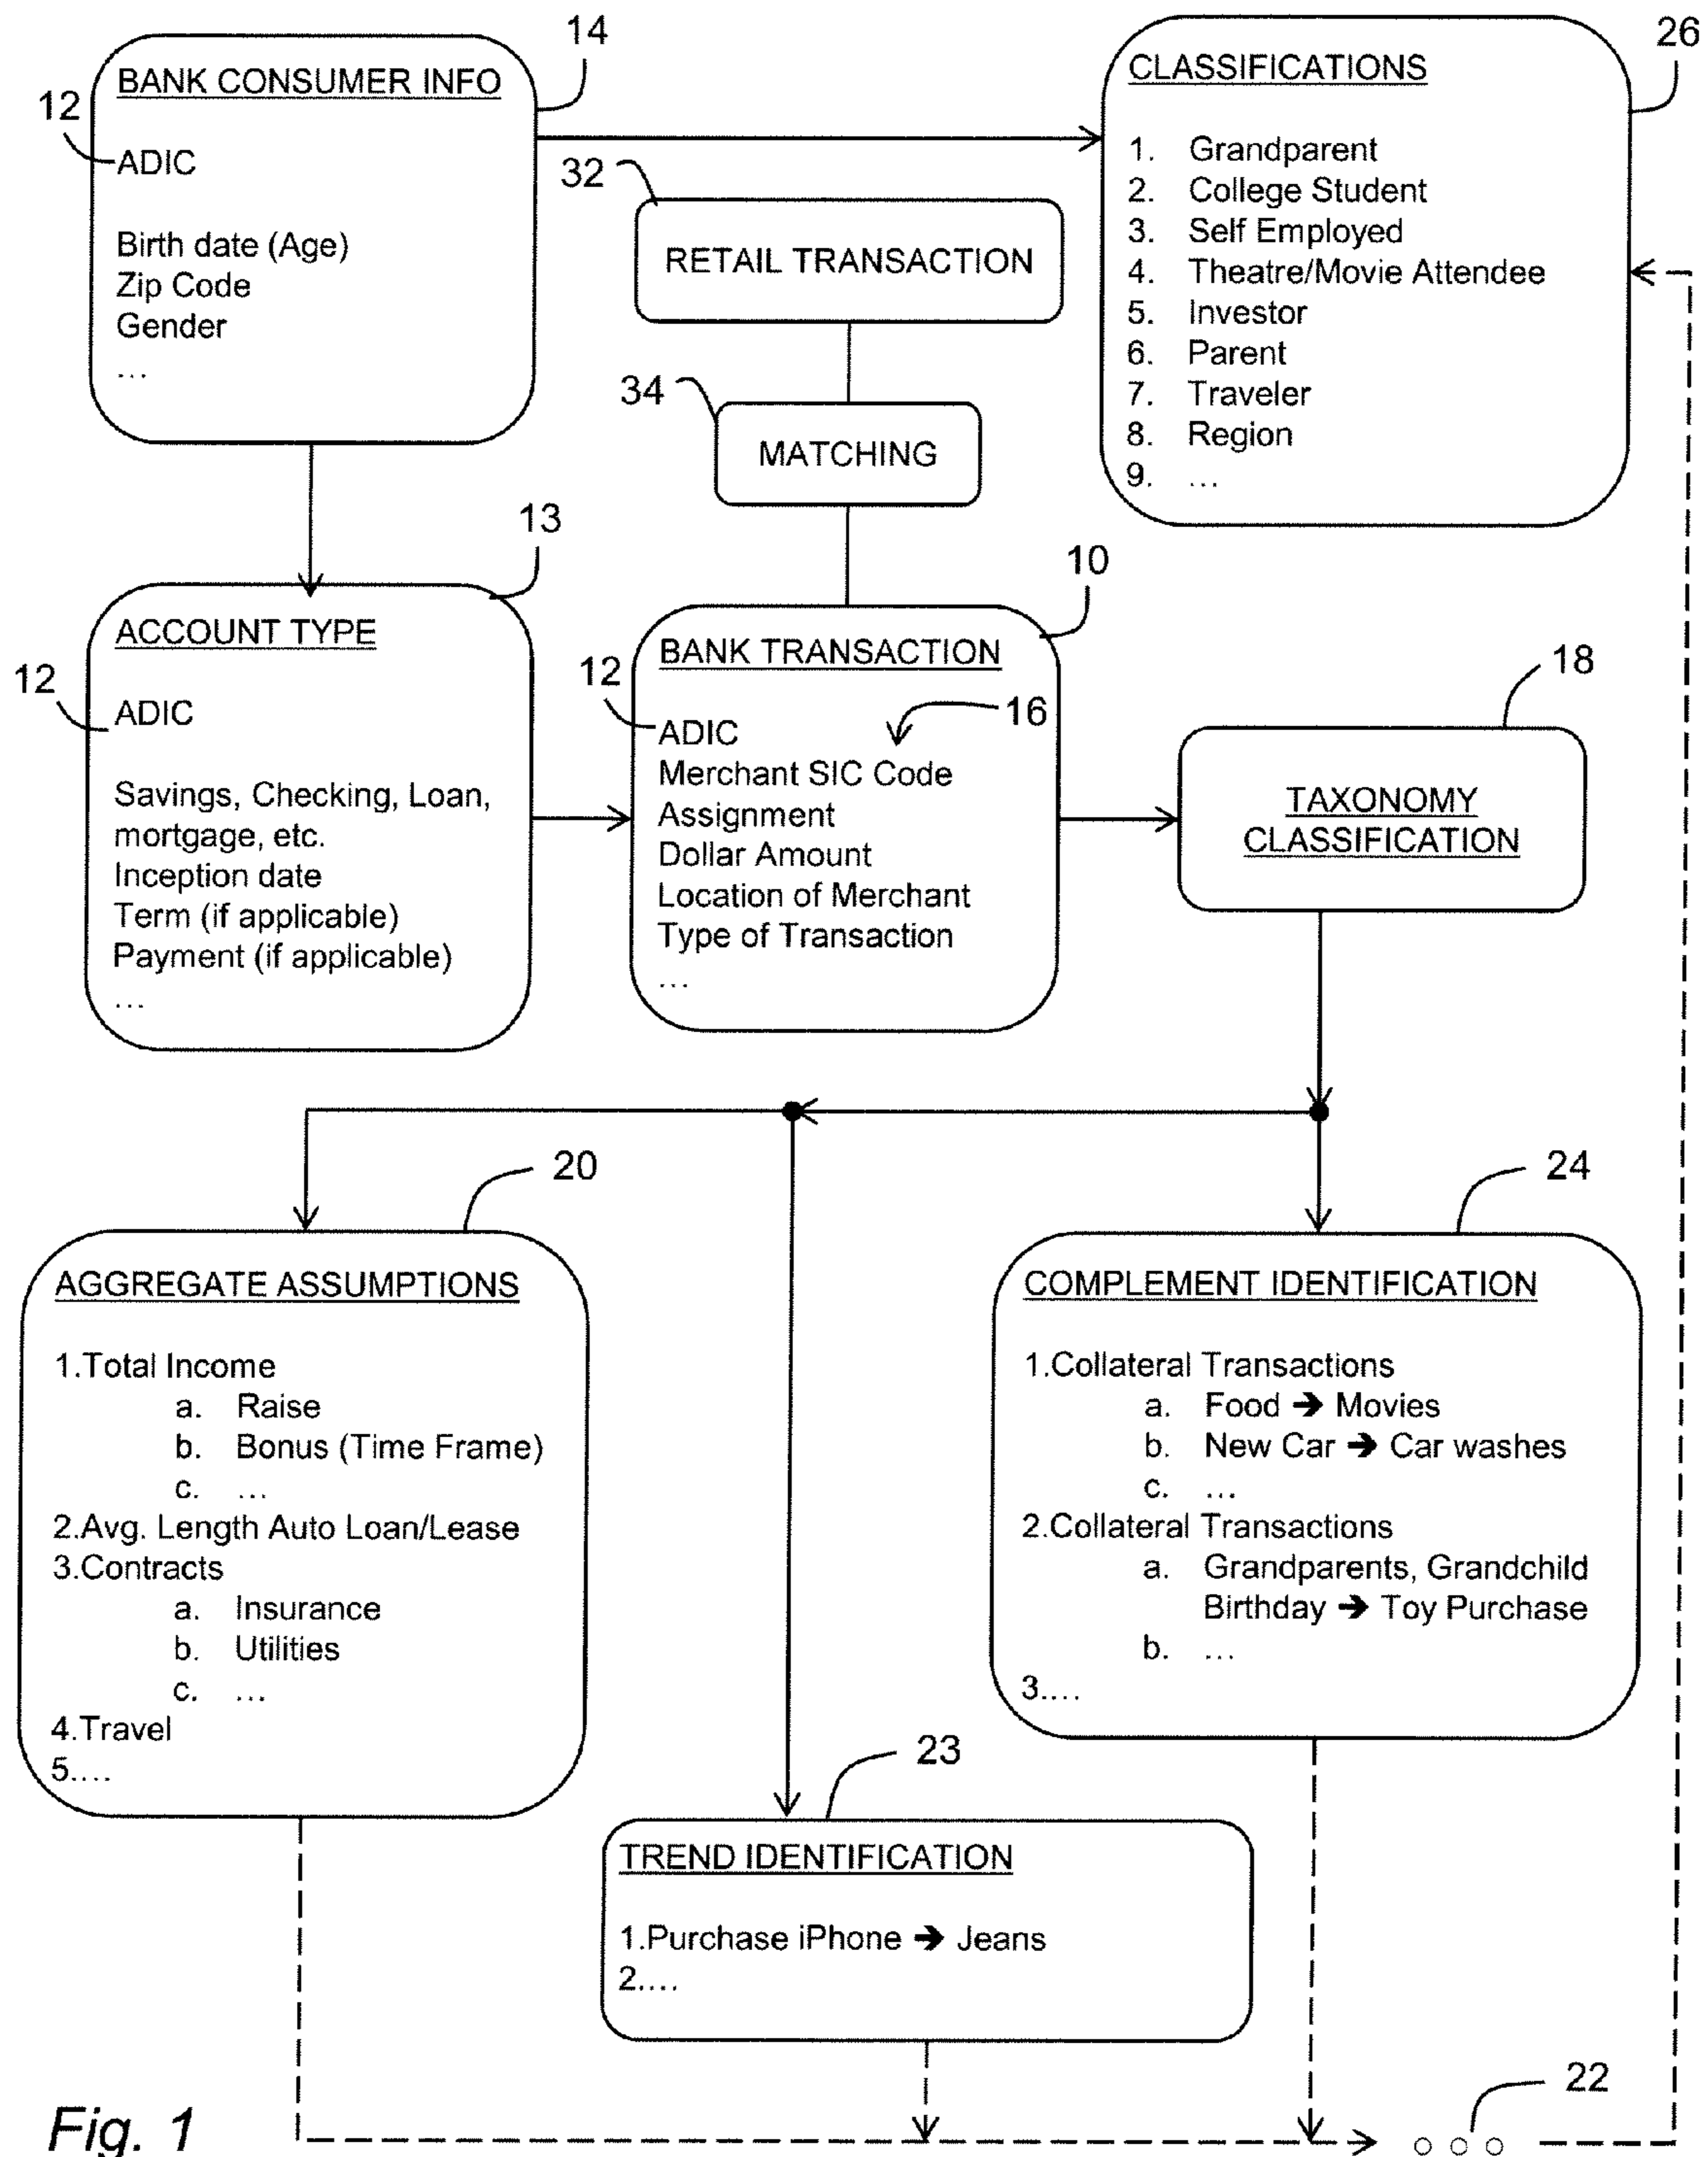 14
BANK CONSUMER INFO
12
ADIC
Birth date (Age)
Zip Code
Gender
...
26
CLASSIFICATIONS
1. Grandparent
2. College Student
3. Self Employed
4. Theatre/Movie Attendee
5. Investor
6. Parent
7. Traveler
8. Region
9. ...
32
RETAIL TRANSACTION
34
MATCHING
13
ACCOUNT TYPE
12
ADIC
Savings, Checking, Loan,
mortgage, etc.
Inception date
Term (if applicable)
Payment (if applicable)
...
10
BANK TRANSACTION
12
16
ADIC
Merchant SIC Code
Assignment
Dollar Amount
Location of Merchant
Type of Transaction
...
18
TAXONOMY
CLASSIFICATION
20
AGGREGATE ASSUMPTIONS
1.Total Income
a. Raise
b. Bonus (Time Frame)
c. ...
2.Avg. Length Auto Loan/Lease
3.Contracts
a. Insurance
b. Utilities
c. ...
4.Travel
5....
24
COMPLEMENT IDENTIFICATION
1.Collateral Transactions
a. Food ➔ Movies
b. New Car ➔ Car washes
c. ...
2.Collateral Transactions
a. Grandparents, Grandchild
Birthday ➔ Toy Purchase
b. ...
3....
23
TREND IDENTIFICATION
1.Purchase iPhone ➔ Jeans
2....
22
Fig. 1